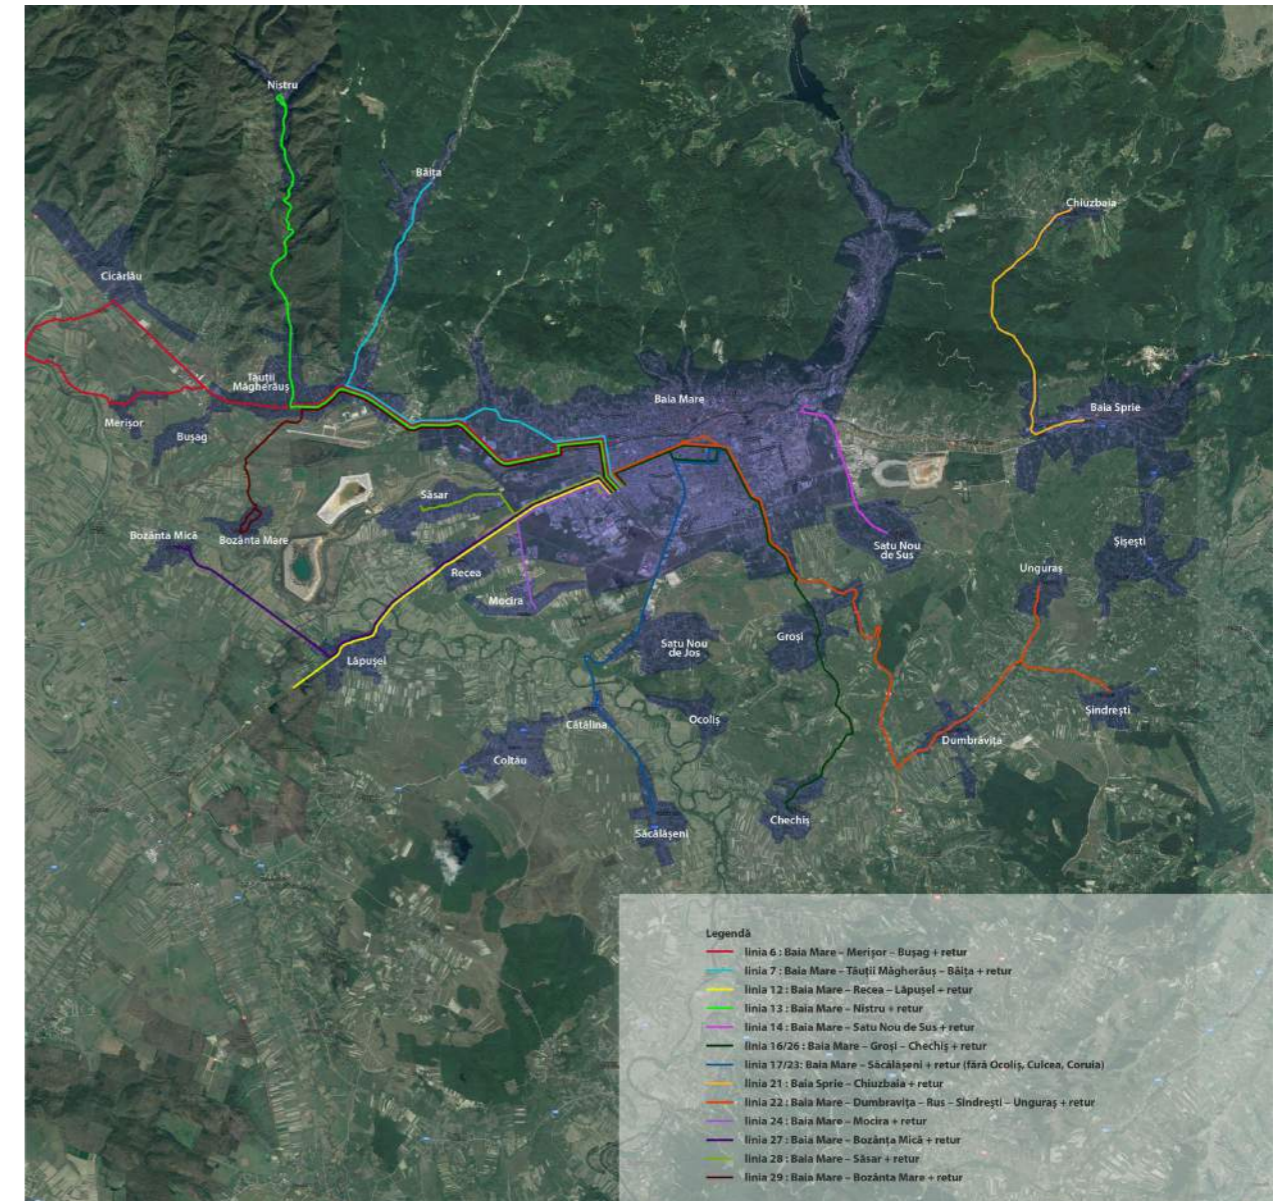 Nistru
Băița
Chiuzbaia
Cicârlău
Tăuții
Măgherăuș
Baia Mare
Baia Sprie
Merișor
Bușag
Săsar
Bozânta Mică
Bozânta Mare
Satu Nou
de Sus
Șișești
Recea
Unguraș
Mocira
Groși
Satu Nou
de Jos
Lăpușel
Șindrești
Ocoliș
Cătălina
Dumbrăvița
Coltău
Chechiș
Săcălășeni
Legendă
linia 6 : Baia Mare – Merișor – Bușag + retur
linia 7 : Baia Mare – Tăuții Măgherăuș – Băița + retur
linia 12 : Baia Mare – Recea – Lăpușel + retur
linia 13 : Baia Mare – Nistru + retur
linia 14 : Baia Mare – Satu Nou de Sus + retur
linia 16/26 : Baia Mare – Groși – Chechiș + retur
linia 17/23: Baia Mare – Săcălășeni + retur (fără Ocoliș, Culcea, Coruia)
linia 21 : Baia Sprie – Chiuzbaia + retur
linia 22 : Baia Mare – Dumbravița – Rus – Sindrești – Unguraș + retur
linia 24 : Baia Mare – Mocira + retur
linia 27 : Baia Mare – Bozânta Mică + retur
linia 28 : Baia Mare – Săsar + retur
linia 29 : Baia Mare – Bozânta Mare + retur